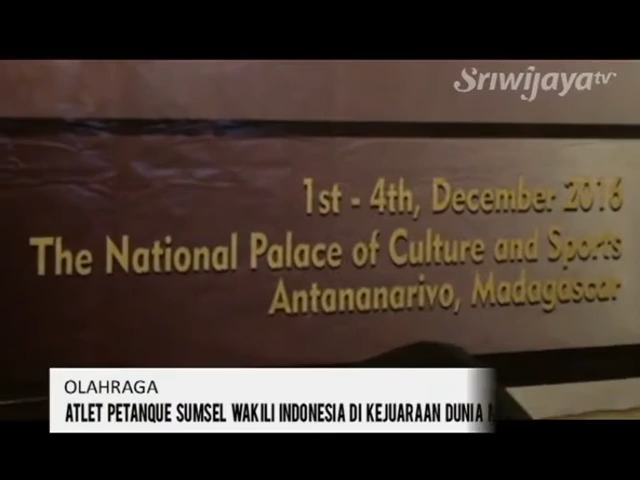 Sriwijaya tv
1st - 4th, December 2016
The National Palace of Culture and Sports
Antananarivo, Madagascar
OLAHRAGA
ATLET PETANQUE SUMSEL WAKILI INDONESIA DI KEJUARAAN DUNIA